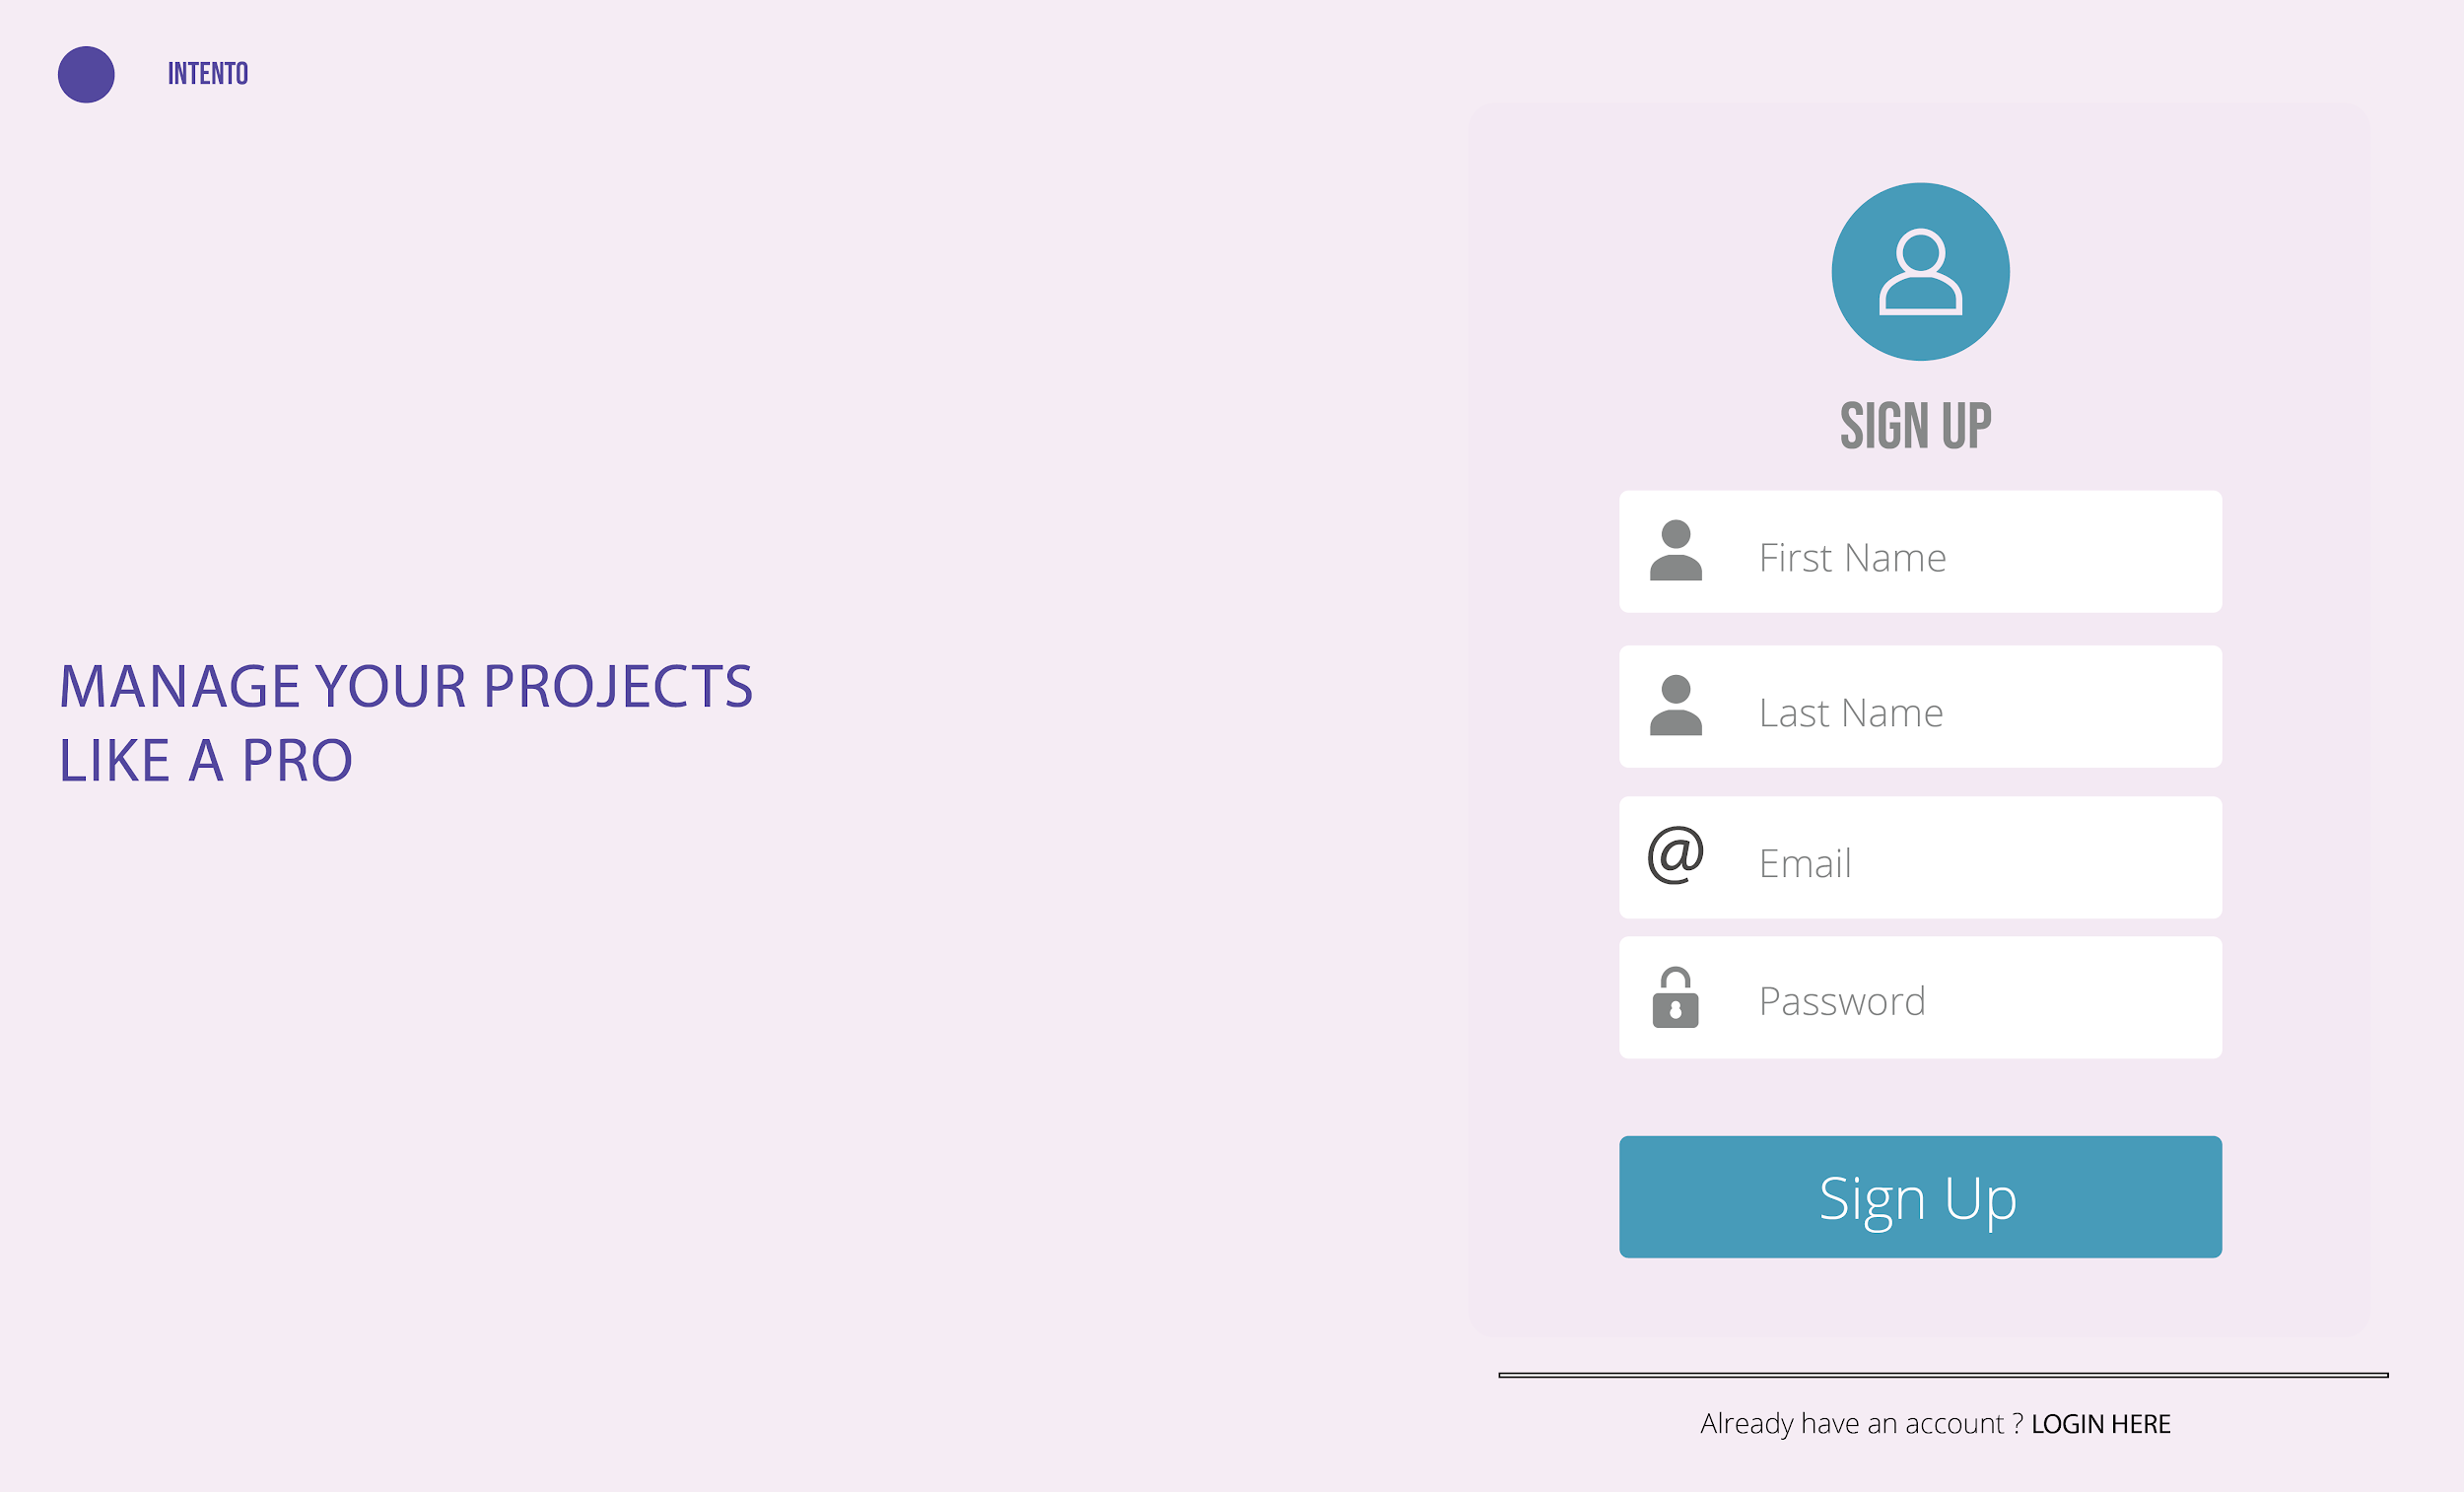 INTENTO
MANAGE YOUR PROJECTS
LIKE A PRO
SIGN UP
First Name
Last Name
@ Email
Password
Sign Up
Already have an account ? LOGIN HERE